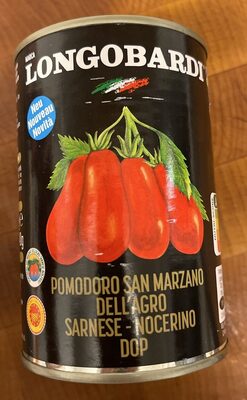 LONGOBARDI
Neu
Nouveau
Novità
POMODORO SAN MARZANO
DELL'AGRO
SARNESE - NOCERINO
DOP